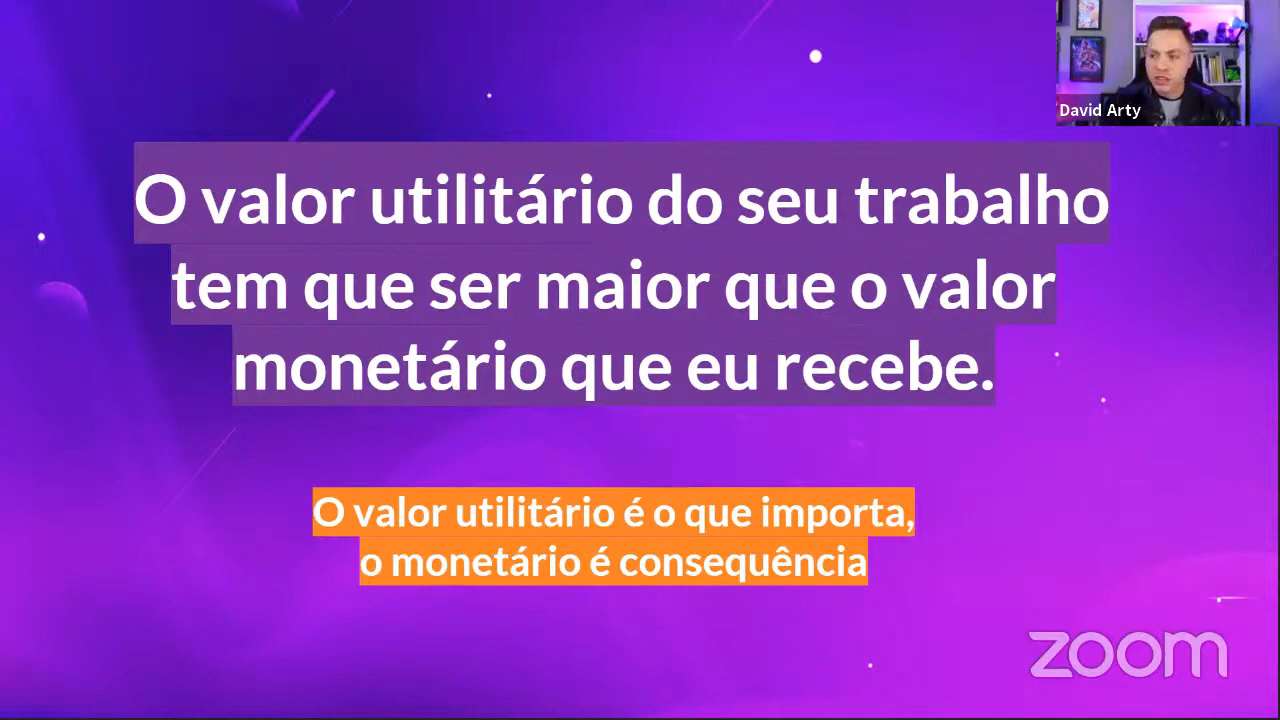 David Arty
O valor utilitário do seu trabalho
tem que ser maior que o valor
monetário que eu recebe.
O valor utilitário é o que importa,
o monetário é consequência
zoom